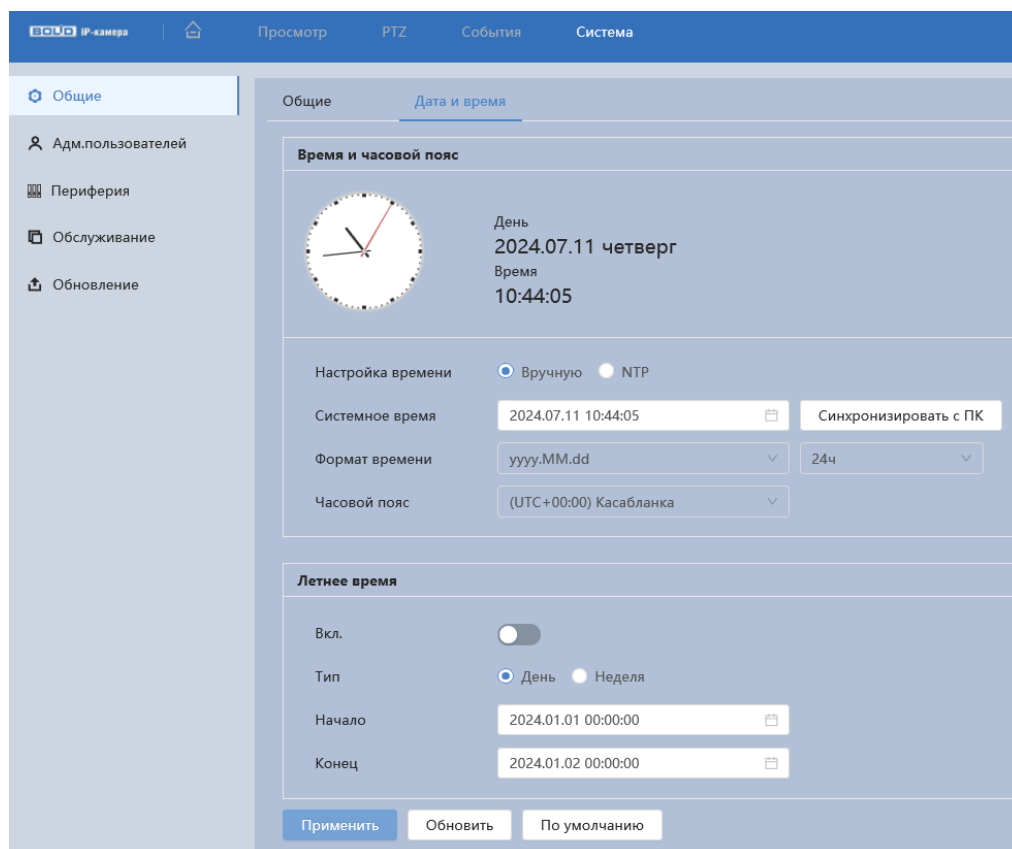 BOLID IP-камера
Просмотр PTZ События Система
Общие
Адм.пользователей
Периферия
Обслуживание
Обновление
Общие Дата и время
Время и часовой пояс
День
2024.07.11 четверг
Время
10:44:05
Настройка времени Вручную NTP
Системное время 2024.07.11 10:44:05 Синхронизировать с ПК
Формат времени yyyy.MM.dd 24ч
Часовой пояс (UTC+00:00) Касабланка
Летнее время
Вкл.
Тип День Неделя
Начало 2024.01.01 00:00:00
Конец 2024.01.02 00:00:00
Применить Обновить По умолчанию